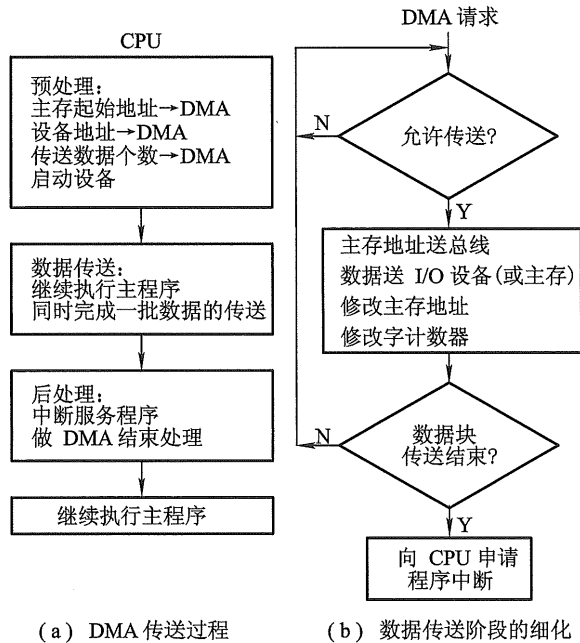 CPU
预处理：
主存起始地址→DMA
设备地址→DMA
传送数据个数→DMA
启动设备
数据传送：
继续执行主程序
同时完成一批数据的传送
后处理：
中断服务程序
做 DMA 结束处理
继续执行主程序
(a) DMA 传送过程
DMA 请求
允许传送?
N
Y
主存地址送总线
数据送 I/O 设备(或主存)
修改主存地址
修改字计数器
数据块
传送结束?
N
Y
向 CPU 申请
程序中断
(b) 数据传送阶段的细化